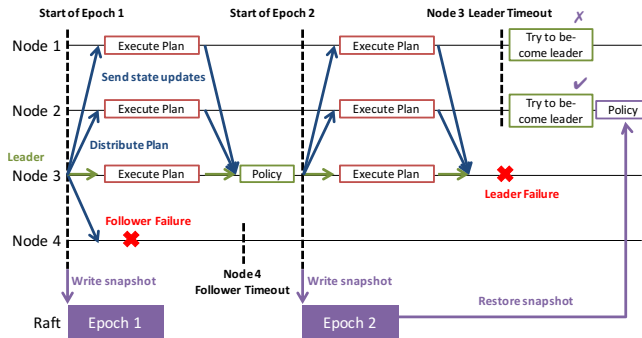 Start of Epoch 1
Start of Epoch 2
Node 3 Leader Timeout
Node 1
Execute Plan
Execute Plan
Try to be-
come leader
✗
Send state updates
Node 2
Execute Plan
Execute Plan
Try to be-
come leader
✓
Policy
Distribute Plan
Leader
Node 3
Execute Plan
Policy
Execute Plan
Leader Failure
Follower Failure
Node 4
Node 4
Follower Timeout
Write snapshot
Write snapshot
Restore snapshot
Raft
Epoch 1
Epoch 2